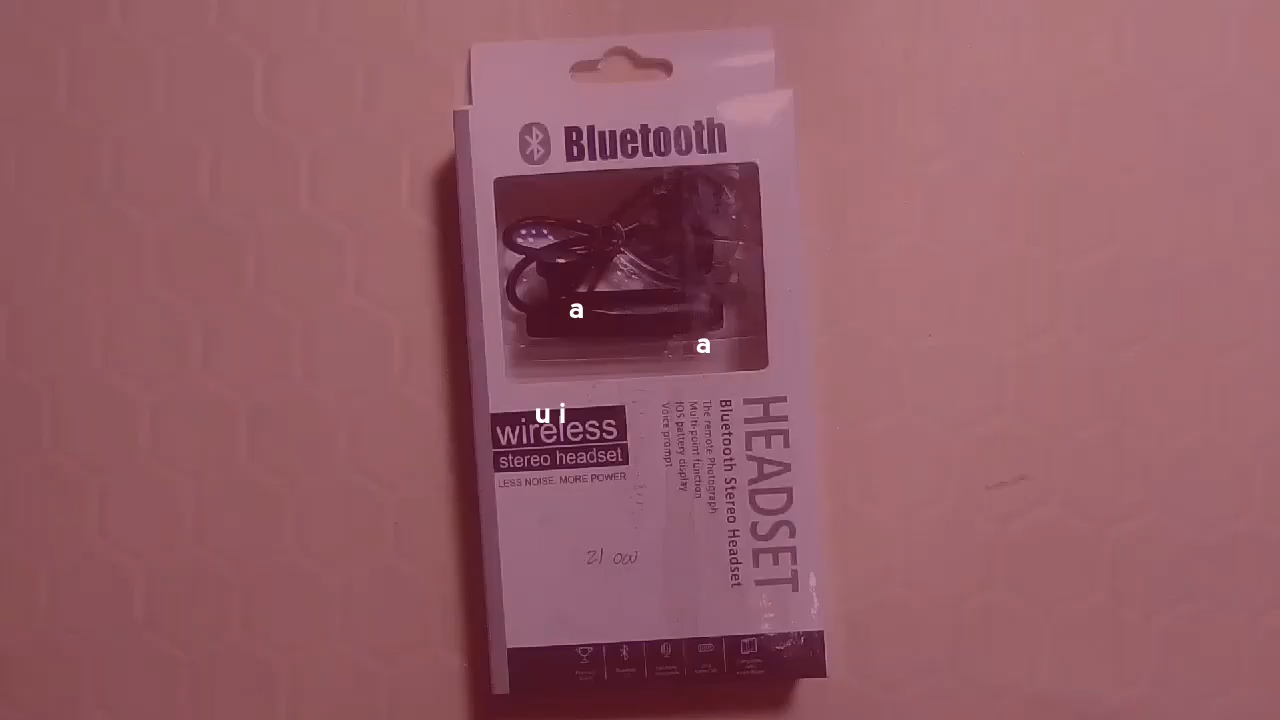 Bluetooth
a
a
u i
wireless
stereo headset
LESS NOISE. MORE POWER
HEADSET
Bluetooth Stereo Headset
The remote Photograph
Multi-point function
IOS battery display
Voice prompt
21 000